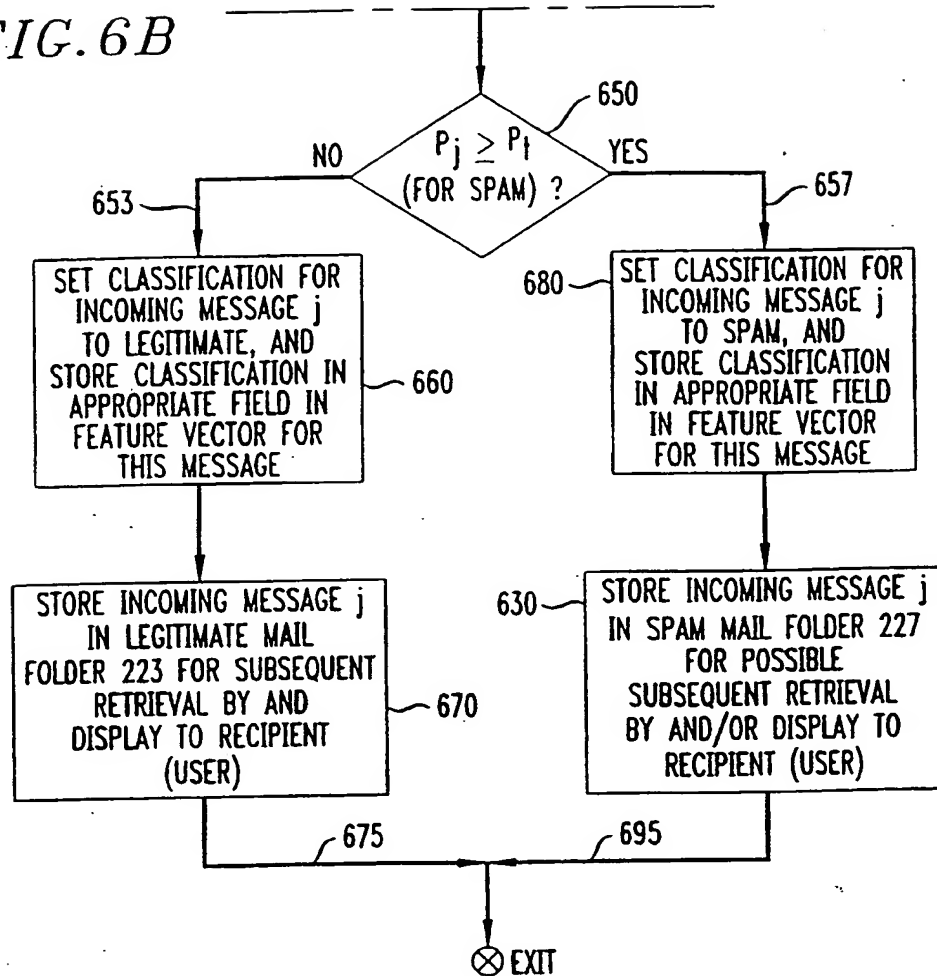 FIG. 6B
650
P_j ≥ P_t
(FOR SPAM) ?
NO
YES
653
657
SET CLASSIFICATION FOR
INCOMING MESSAGE j
TO LEGITIMATE, AND
STORE CLASSIFICATION IN
APPROPRIATE FIELD IN
FEATURE VECTOR FOR
THIS MESSAGE
660
680
SET CLASSIFICATION FOR
INCOMING MESSAGE j
TO SPAM, AND
STORE CLASSIFICATION
IN APPROPRIATE FIELD
IN FEATURE VECTOR
FOR THIS MESSAGE
STORE INCOMING MESSAGE j
IN LEGITIMATE MAIL
FOLDER 223 FOR SUBSEQUENT
RETRIEVAL BY AND
DISPLAY TO RECIPIENT
(USER)
670
630
STORE INCOMING MESSAGE j
IN SPAM MAIL FOLDER 227
FOR POSSIBLE
SUBSEQUENT RETRIEVAL
BY AND/OR DISPLAY TO
RECIPIENT (USER)
675
695
EXIT